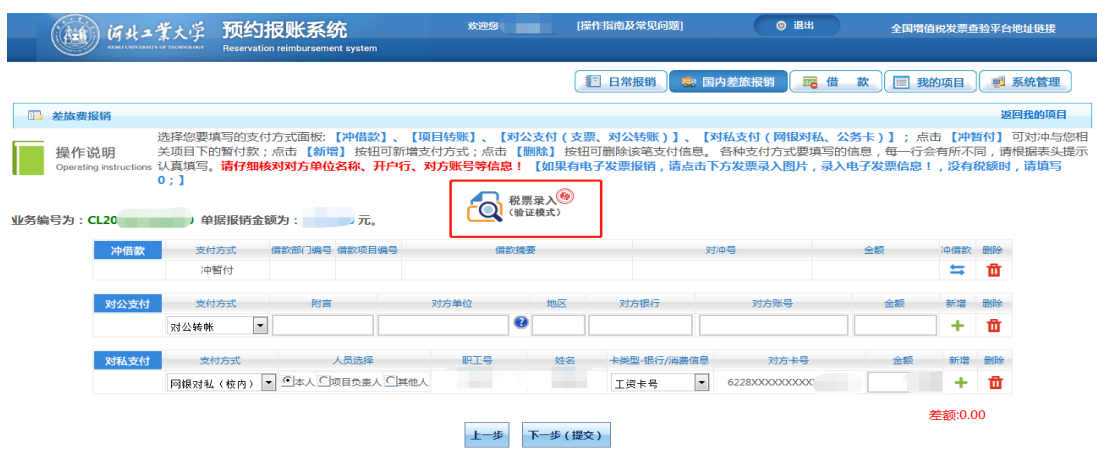 河北工業大学 预约报账系统 欢迎您 [操作指南及常见问题] 退出 全国增值税发票查验平台地址链接
HEBEI UNIVERSITY OF TECHNOLOGY Reservation reimbursement system
日常报销 国内差旅报销 借 款 我的项目 系统管理
差旅费报销 返回我的项目
操作说明
Operating instructions
选择您要填写的支付方式面板:【冲借款】、【项目转账】、【对公支付(支票、对公转账)】、【对私支付(网银对私、公务卡)】;点击【冲暂付】可对冲与您相
关项目下的暂付款;点击【新增】按钮可新增支付方式;点击【删除】按钮可删除该笔支付信息。 各种支付方式要填写的信息,每一行会有所不同,请根据表头提示
认真填写。请仔细核对对方单位名称、开户行、对方账号等信息!【如果有电子发票报销,请点击下方发票录入图片,录入电子发票信息!,没有税额时,请填写
0;】
税票录入
(验证模式)
业务编号为:CL20 单据报销金额为: 元。
冲借款 支付方式 借款部门编号 借款项目编号 借款摘要 对冲号 金额 冲借款 删除
冲暂付
对公支付 支付方式 附言 对方单位 地区 对方银行 对方账号 金额 新增 删除
对公转帐
对私支付 支付方式 人员选择 职工号 姓名 卡类型-银行/消费信息 对方卡号 金额 新增 删除
网银对私(校内) 本人 项目负责人 其他人 工资卡号 6228XXXXXXXXXX
差额:0.00
上一步 下一步(提交)